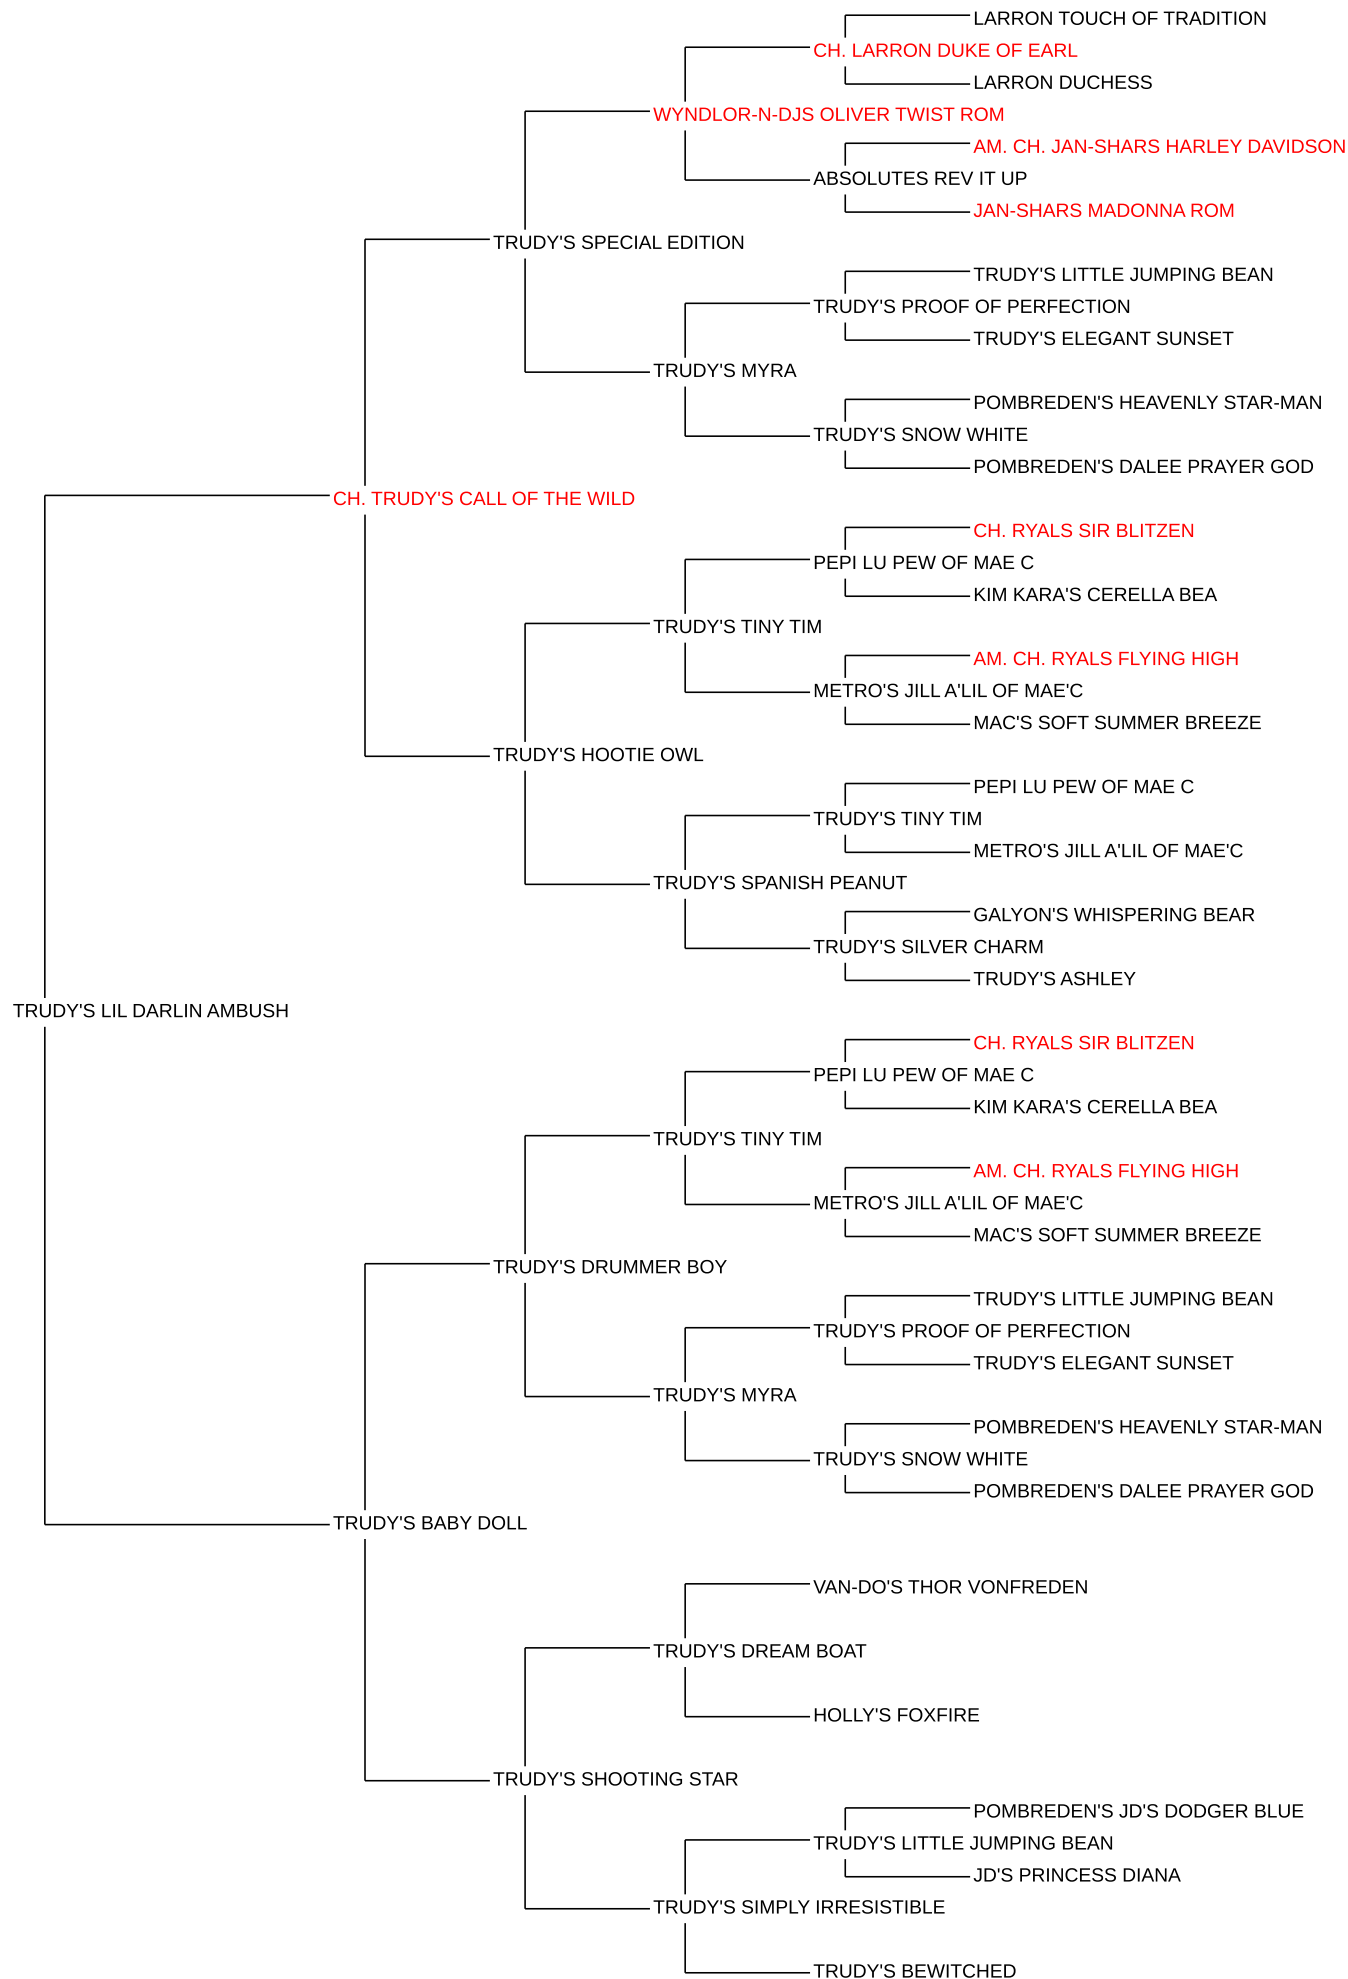 LARRON TOUCH OF TRADITION
CH. LARRON DUKE OF EARL
LARRON DUCHESS
WYNDLOR-N-DJS OLIVER TWIST ROM
AM. CH. JAN-SHARS HARLEY DAVIDSON
ABSOLUTES REV IT UP
JAN-SHARS MADONNA ROM
TRUDY'S SPECIAL EDITION
TRUDY'S LITTLE JUMPING BEAN
TRUDY'S PROOF OF PERFECTION
TRUDY'S ELEGANT SUNSET
TRUDY'S MYRA
POMBREDEN'S HEAVENLY STAR-MAN
TRUDY'S SNOW WHITE
POMBREDEN'S DALEE PRAYER GOD
CH. TRUDY'S CALL OF THE WILD
CH. RYALS SIR BLITZEN
PEPI LU PEW OF MAE C
KIM KARA'S CERELLA BEA
TRUDY'S TINY TIM
AM. CH. RYALS FLYING HIGH
METRO'S JILL A'LIL OF MAE'C
MAC'S SOFT SUMMER BREEZE
TRUDY'S HOOTIE OWL
PEPI LU PEW OF MAE C
TRUDY'S TINY TIM
METRO'S JILL A'LIL OF MAE'C
TRUDY'S SPANISH PEANUT
GALYON'S WHISPERING BEAR
TRUDY'S SILVER CHARM
TRUDY'S ASHLEY
TRUDY'S LIL DARLIN AMBUSH
CH. RYALS SIR BLITZEN
PEPI LU PEW OF MAE C
KIM KARA'S CERELLA BEA
TRUDY'S TINY TIM
AM. CH. RYALS FLYING HIGH
METRO'S JILL A'LIL OF MAE'C
MAC'S SOFT SUMMER BREEZE
TRUDY'S DRUMMER BOY
TRUDY'S LITTLE JUMPING BEAN
TRUDY'S PROOF OF PERFECTION
TRUDY'S ELEGANT SUNSET
TRUDY'S MYRA
POMBREDEN'S HEAVENLY STAR-MAN
TRUDY'S SNOW WHITE
POMBREDEN'S DALEE PRAYER GOD
TRUDY'S BABY DOLL
VAN-DO'S THOR VONFREDEN
TRUDY'S DREAM BOAT
HOLLY'S FOXFIRE
TRUDY'S SHOOTING STAR
POMBREDEN'S JD'S DODGER BLUE
TRUDY'S LITTLE JUMPING BEAN
JD'S PRINCESS DIANA
TRUDY'S SIMPLY IRRESISTIBLE
TRUDY'S BEWITCHED